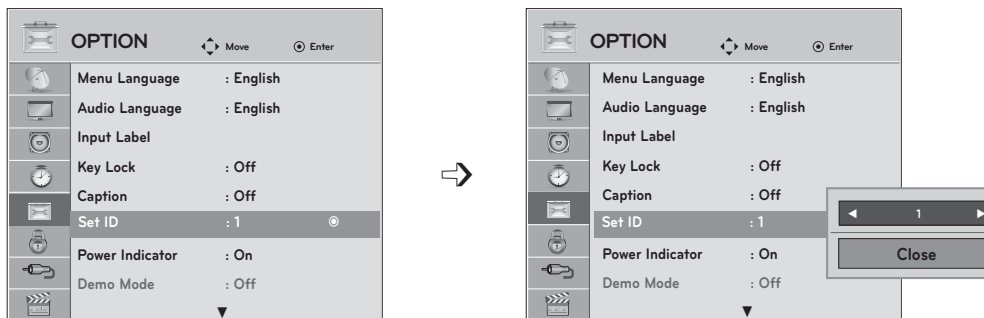 OPTION Move Enter
Menu Language : English
Audio Language : English
Input Label
Key Lock : Off
Caption : Off
Set ID : 1
Power Indicator : On
Demo Mode : Off
OPTION Move Enter
Menu Language : English
Audio Language : English
Input Label
Key Lock : Off
Caption : Off
Set ID : 1
Power Indicator : On
Demo Mode : Off
1
Close